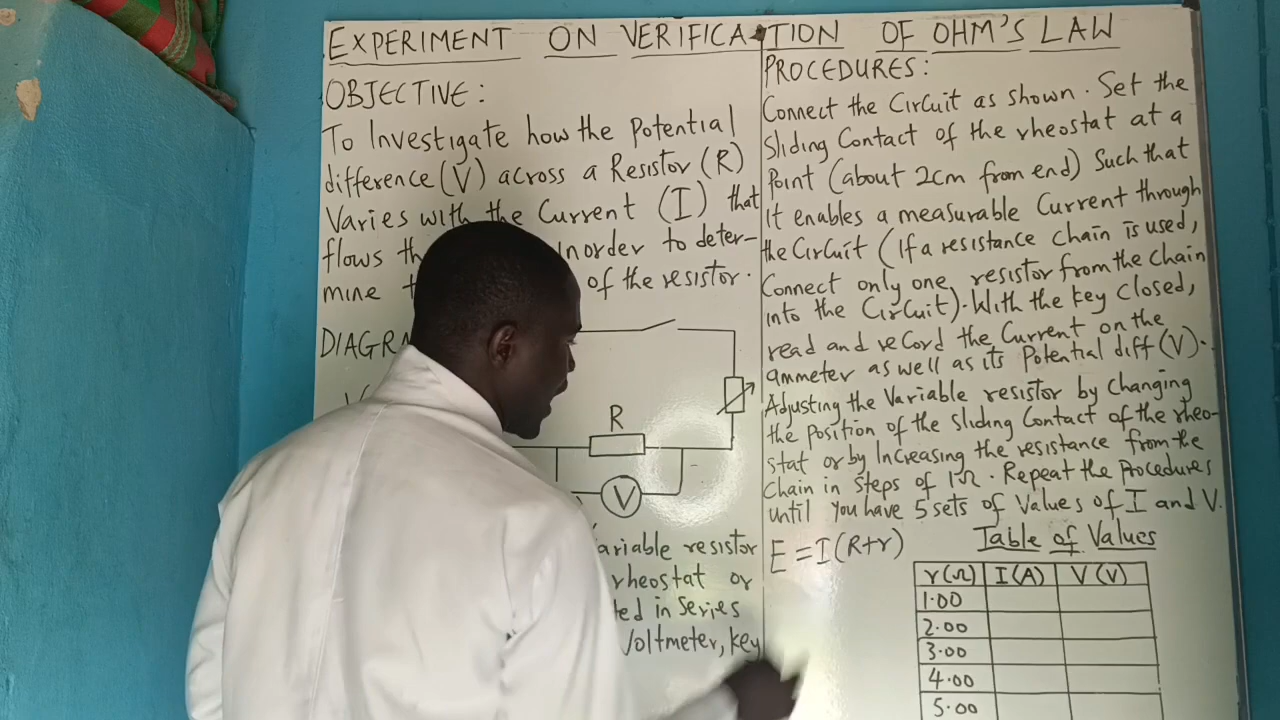 EXPERIMENT ON VERIFICATION OF OHM'S LAW
OBJECTIVE:
To Investigate how the Potential
difference (V) across a Resistor (R)
Varies with the Current (I) that
flows inorder to deter-
mine of the resistor.
DIAGR
R
V
Variable resistor
rheostat or
in Series
Voltmeter, key
PROCEDURES:
Connect the Circuit as shown. Set the
Sliding Contact of the rheostat at a
Point (about 2cm from end) Such that
it enables a measurable Current through
the Circuit (If a resistance chain is used,
Connect only one resistor from the chain
into the Circuit). With the key closed,
read and record the Current on the
ammeter as well as its Potential diff (V).
Adjusting the Variable resistor by Changing
the position of the sliding Contact of the rheo-
stat or by Increasing the resistance from the
Chain in steps of 1Ω. Repeat the Procedures
until you have 5 sets of Values of I and V.
E = I(R+r)
Table of Values
r(Ω) I(A) V(V)
1.00
2.00
3.00
4.00
5.00